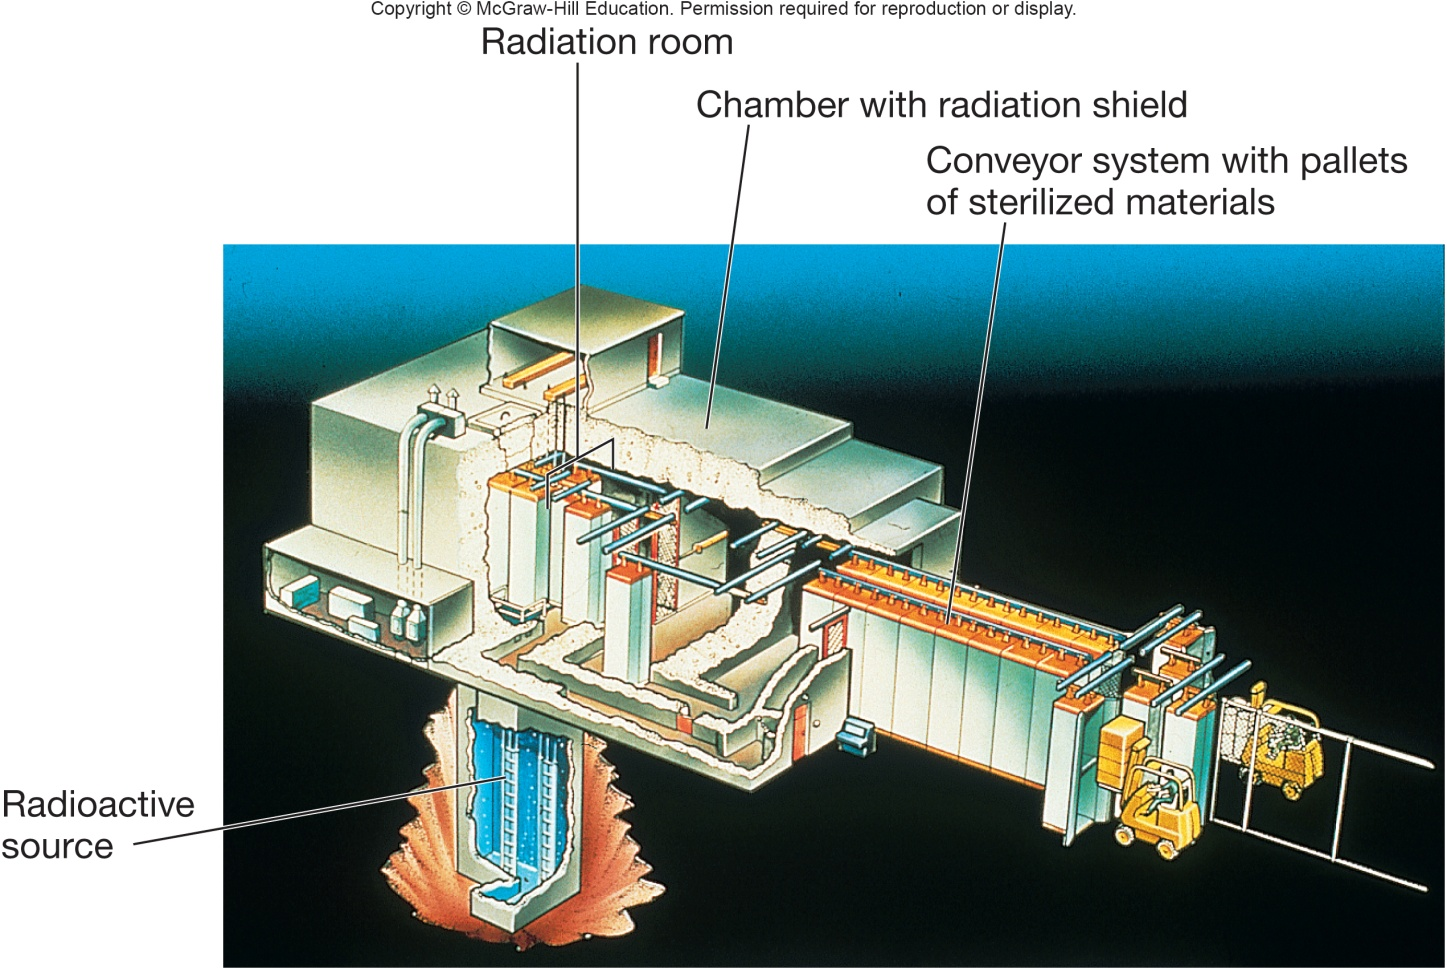 Copyright © McGraw-Hill Education. Permission required for reproduction or display.
Radiation room
Chamber with radiation shield
Conveyor system with pallets
of sterilized materials
Radioactive
source